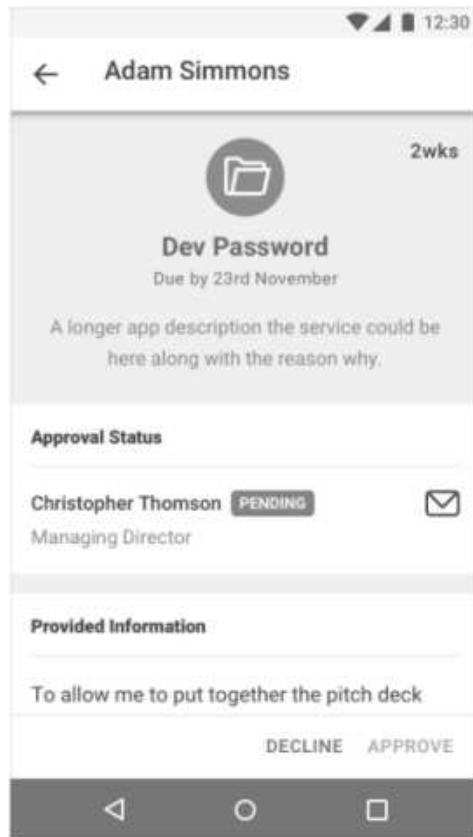 12:30
Adam Simmons
2wks
Dev Password
Due by 23rd November
A longer app description the service could be
here along with the reason why.
Approval Status
Christopher Thomson PENDING
Managing Director
Provided Information
To allow me to put together the pitch deck
DECLINE APPROVE